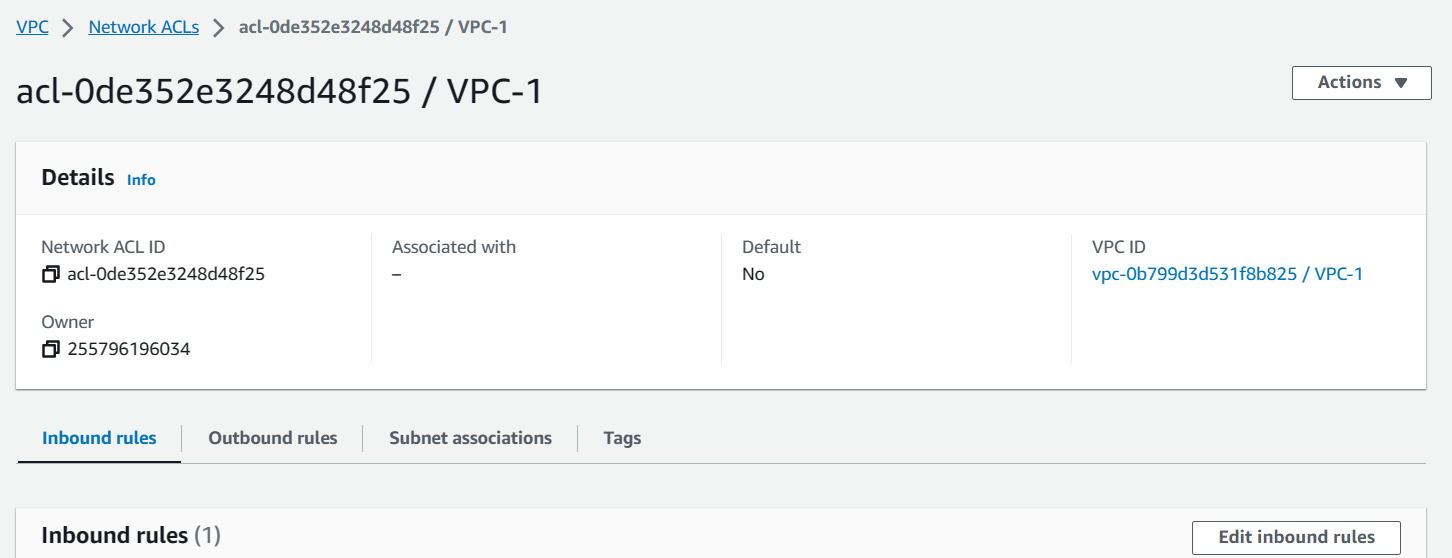 VPC > Network ACLs > acl-0de352e3248d48f25 / VPC-1
acl-0de352e3248d48f25 / VPC-1
Actions ▼
Details Info
Network ACL ID
acl-0de352e3248d48f25
Owner
255796196034
Associated with
–
Default
No
VPC ID
vpc-0b799d3d531f8b825 / VPC-1
Inbound rules
Outbound rules
Subnet associations
Tags
Inbound rules (1)
Edit inbound rules